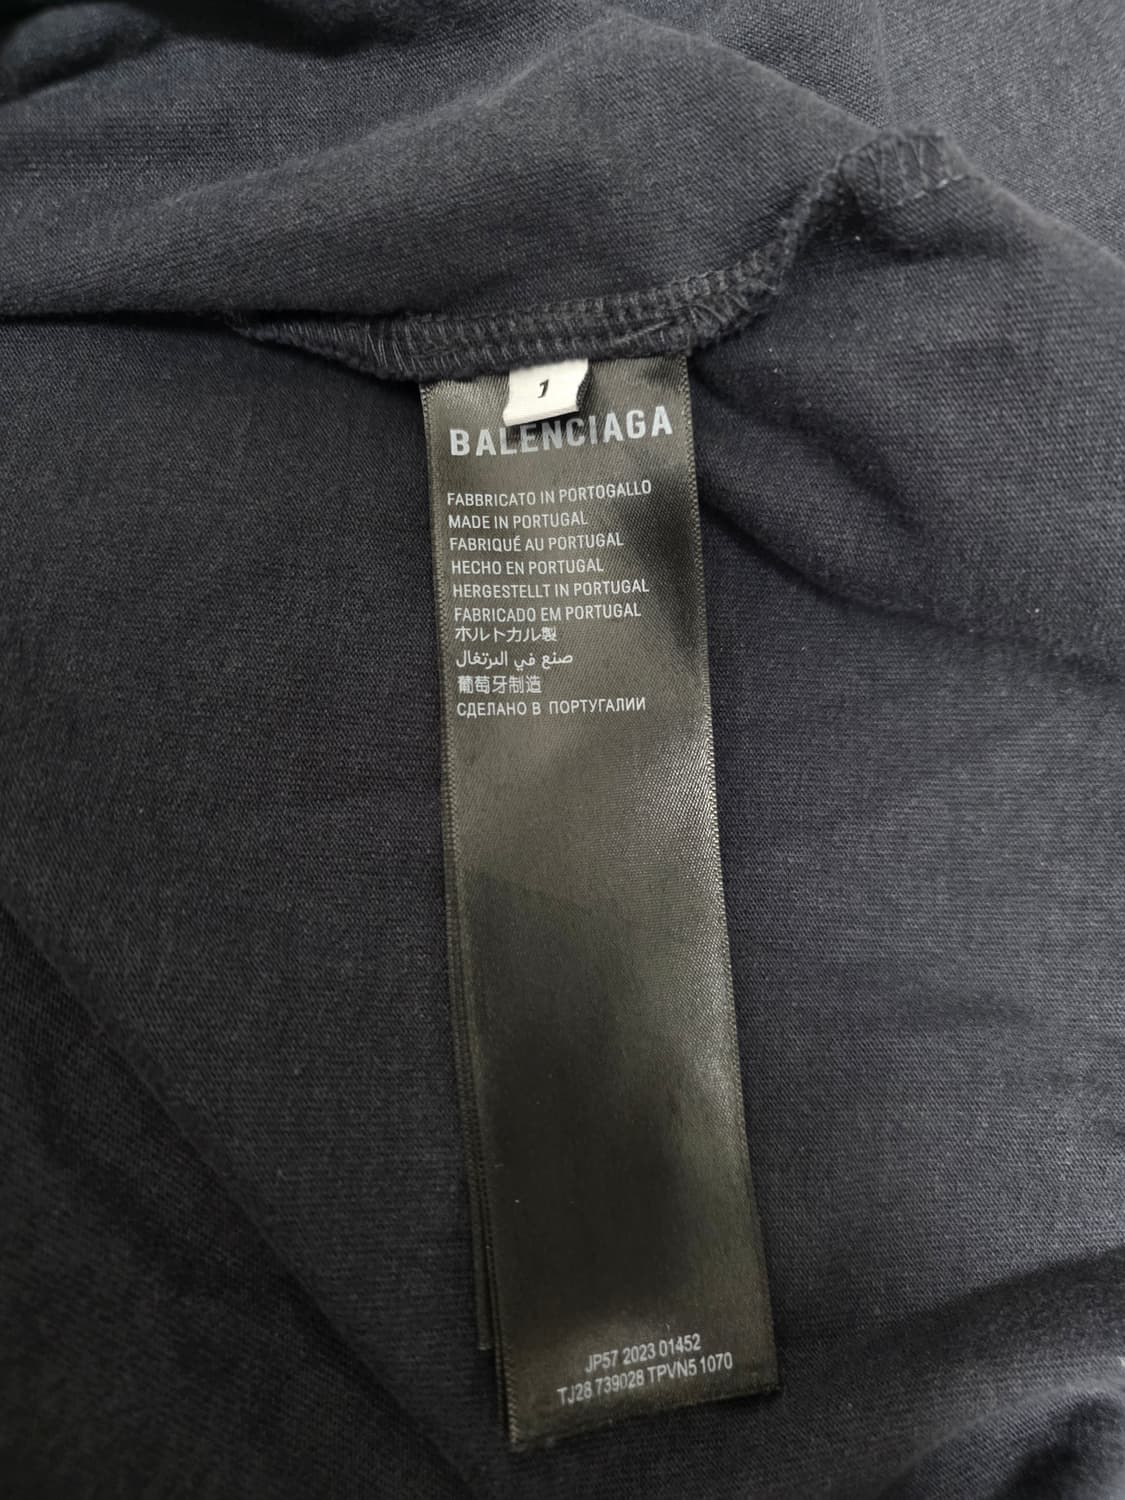 1
BALENCIAGA
FABBRICATO IN PORTOGALLO
MADE IN PORTUGAL
FABRIQUÉ AU PORTUGAL
HECHO EN PORTUGAL
HERGESTELLT IN PORTUGAL
FABRICADO EM PORTUGAL
ホルトカル製
صنع في البرتغال
葡萄牙制造
СДЕЛАНО В ПОРТУГАЛИИ
JP57 2023 01452
TJ28 739028 TPVN5 1070